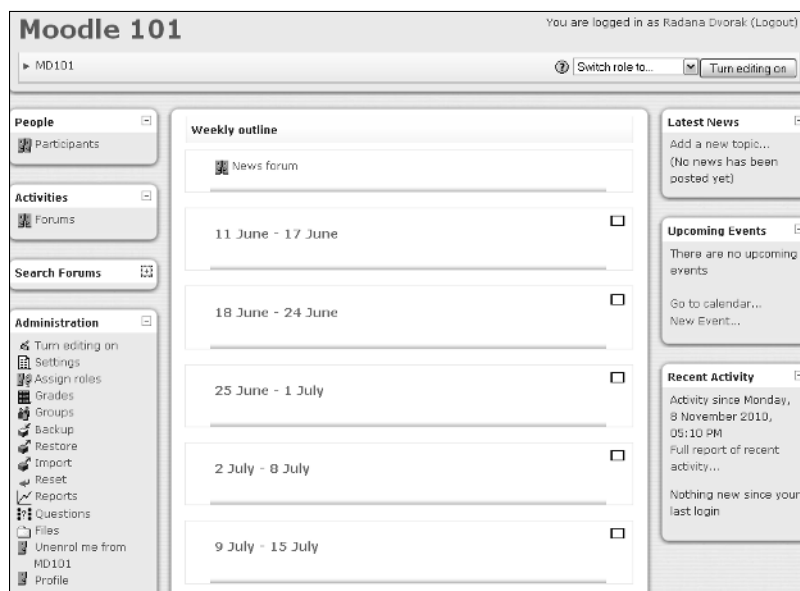 Moodle 101
You are logged in as Radana Dvorak (Logout)
► MD101
Switch role to...
Turn editing on
People
Participants
Activities
Forums
Search Forums
Administration
Turn editing on
Settings
Assign roles
Grades
Groups
Backup
Restore
Import
Reset
Reports
Questions
Files
Unenrol me from
MD101
Profile
Weekly outline
News forum
11 June - 17 June
18 June - 24 June
25 June - 1 July
2 July - 8 July
9 July - 15 July
Latest News
Add a new topic...
(No news has been
posted yet)
Upcoming Events
There are no upcoming
events
Go to calendar...
New Event...
Recent Activity
Activity since Monday,
8 November 2010,
05:10 PM
Full report of recent
activity...
Nothing new since your
last login